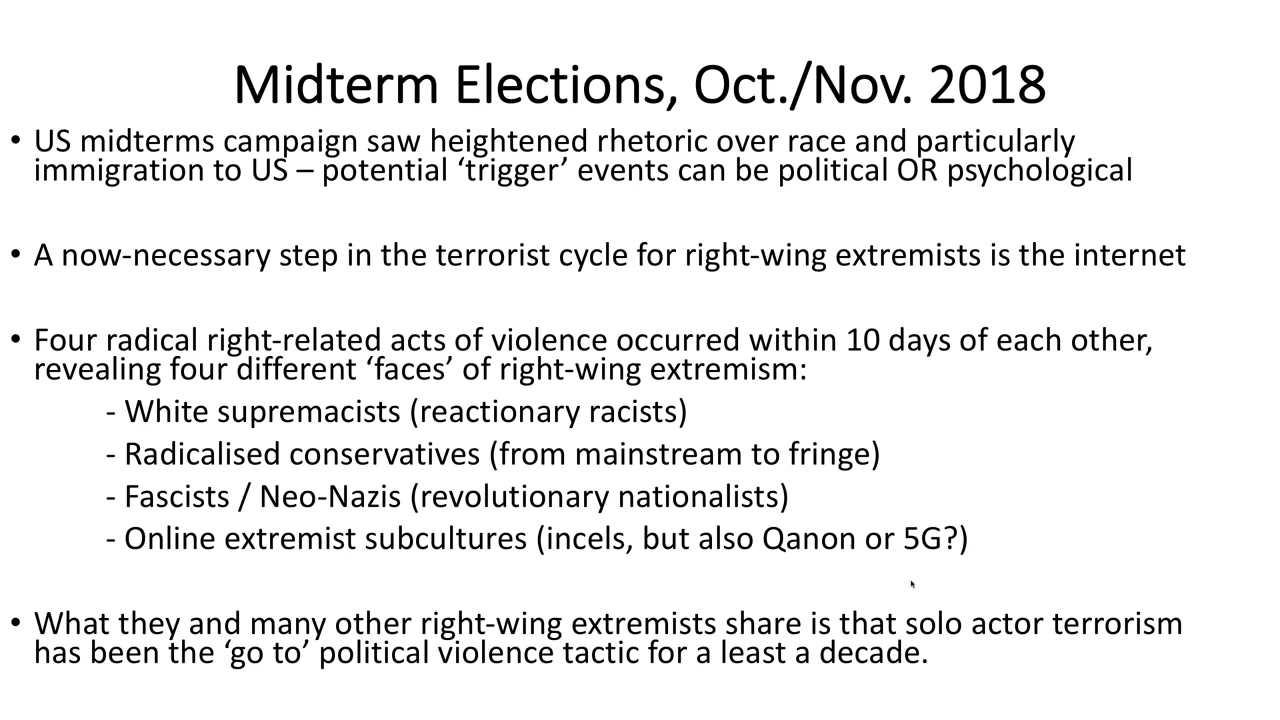 Midterm Elections, Oct./Nov. 2018
• US midterms campaign saw heightened rhetoric over race and particularly
immigration to US – potential ‘trigger’ events can be political OR psychological
• A now-necessary step in the terrorist cycle for right-wing extremists is the internet
• Four radical right-related acts of violence occurred within 10 days of each other,
revealing four different ‘faces’ of right-wing extremism:
- White supremacists (reactionary racists)
- Radicalised conservatives (from mainstream to fringe)
- Fascists / Neo-Nazis (revolutionary nationalists)
- Online extremist subcultures (incels, but also Qanon or 5G?)
• What they and many other right-wing extremists share is that solo actor terrorism
has been the ‘go to’ political violence tactic for a least a decade.